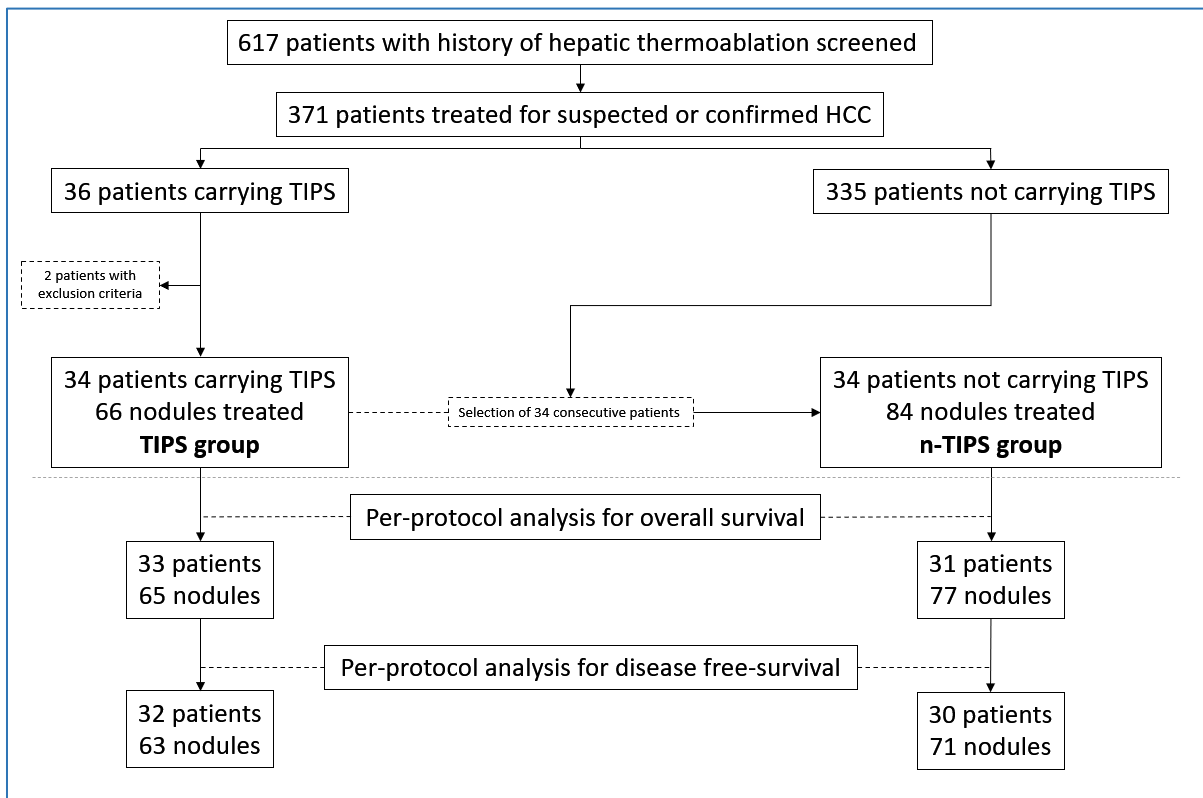 617 patients with history of hepatic thermoablation screened
371 patients treated for suspected or confirmed HCC
36 patients carrying TIPS
335 patients not carrying TIPS
2 patients with
exclusion criteria
34 patients carrying TIPS
66 nodules treated
TIPS group
Selection of 34 consecutive patients
34 patients not carrying TIPS
84 nodules treated
n-TIPS group
Per-protocol analysis for overall survival
33 patients
65 nodules
31 patients
77 nodules
Per-protocol analysis for disease free-survival
32 patients
63 nodules
30 patients
71 nodules